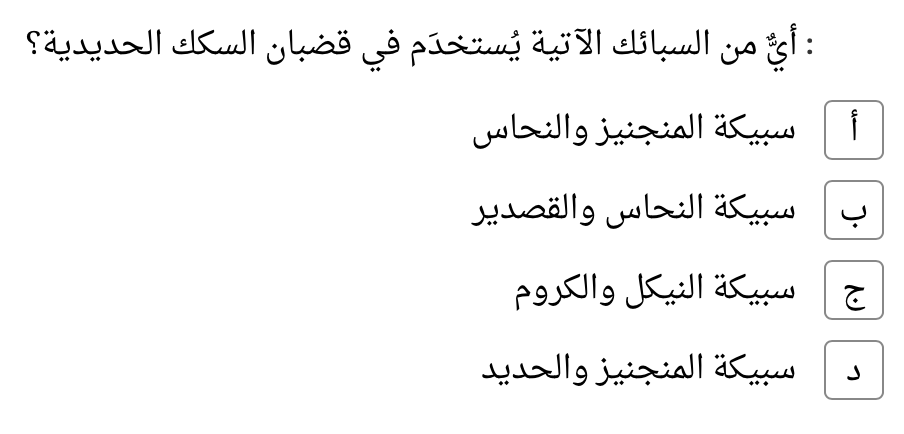 : أيٌّ من السبائك الآتية يُستخدَم في قضبان السكك الحديدية؟
أ سبيكة المنجنيز والنحاس
ب سبيكة النحاس والقصدير
ج سبيكة النيكل والكروم
د سبيكة المنجنيز والحديد